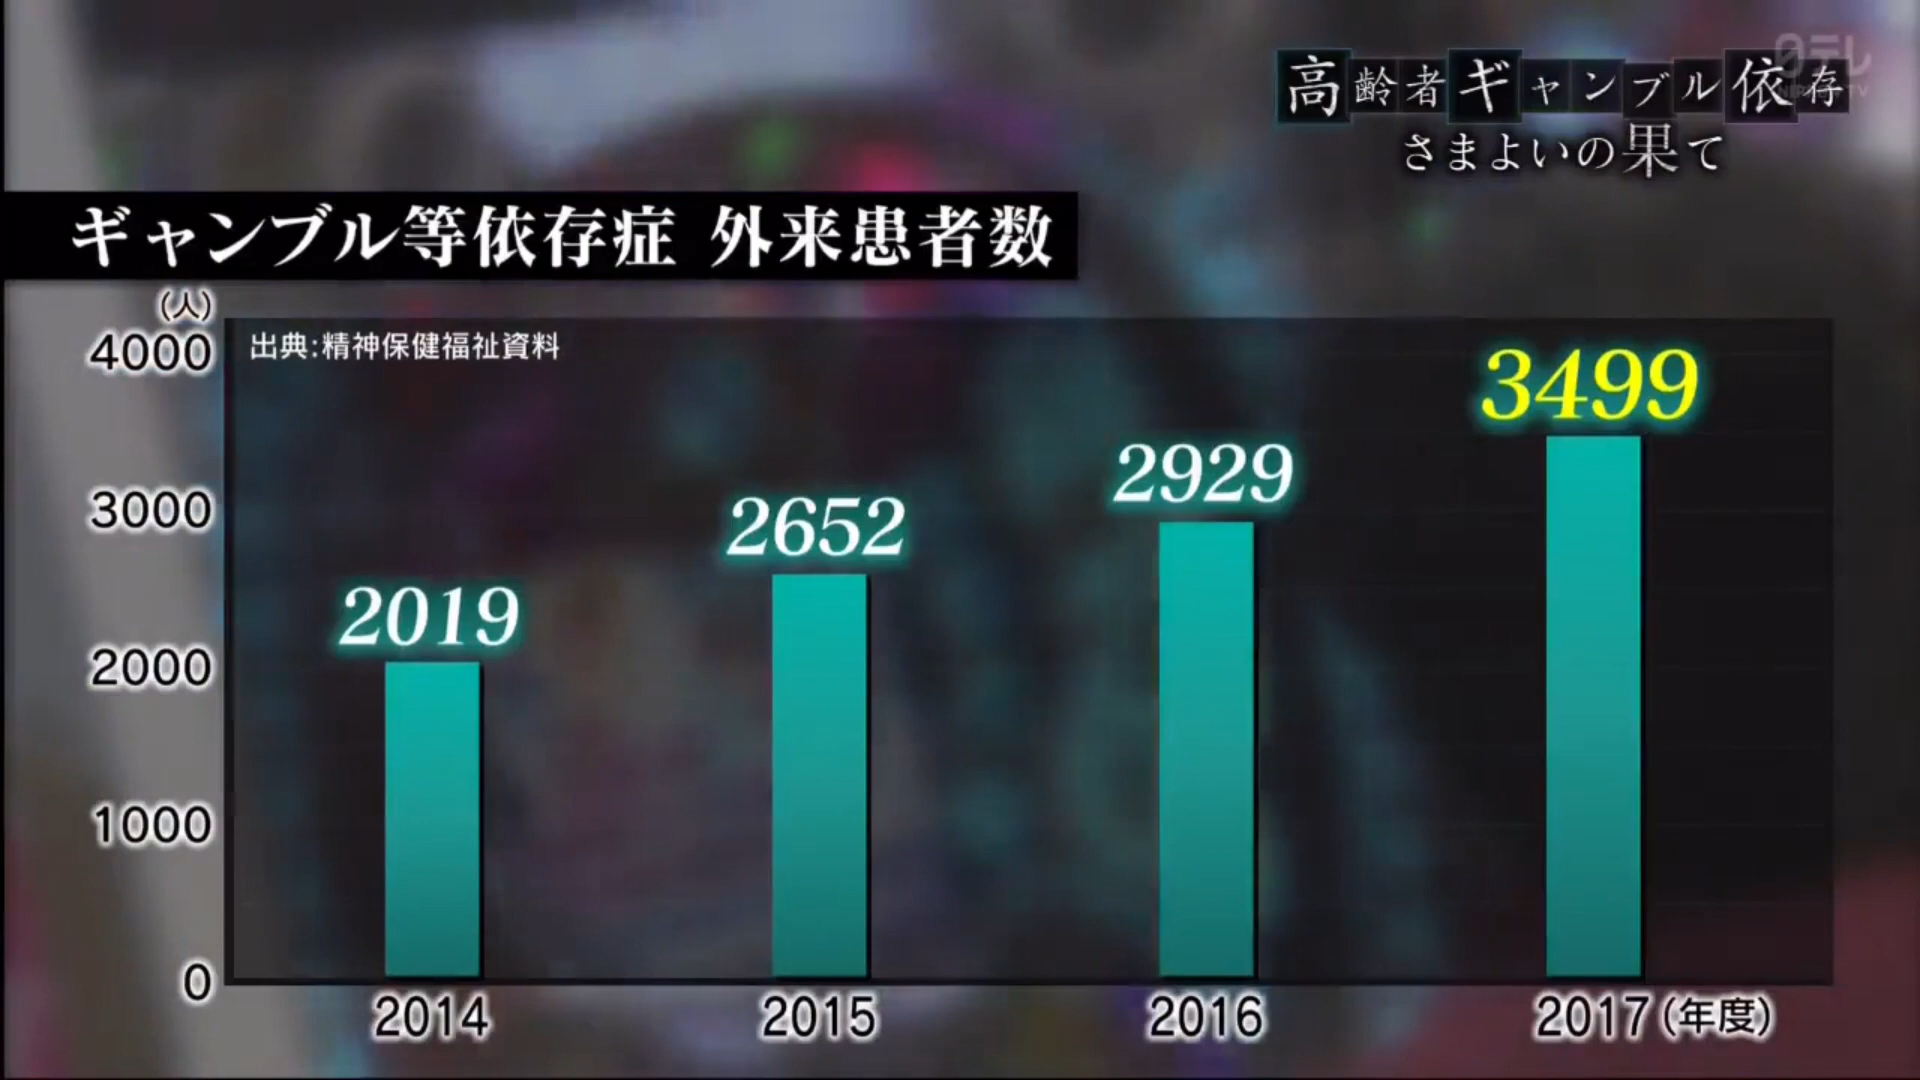 日テレ
高齢者ギャンブル依存
さまよいの果て
ギャンブル等依存症 外来患者数
(人)
出典:精神保健福祉資料
4000
3000
2000
1000
0
2019
2652
2929
3499
2014
2015
2016
2017(年度)